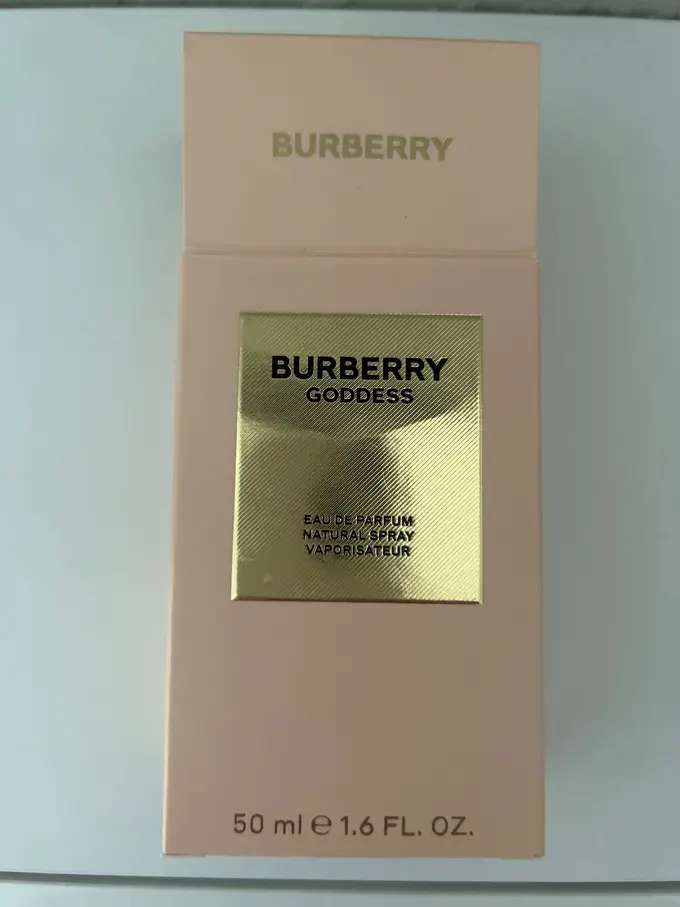 BURBERRY
BURBERRY
GODDESS
EAU DE PARFUM
NATURAL SPRAY
VAPORISATEUR
50 ml ℮ 1.6 FL. OZ.